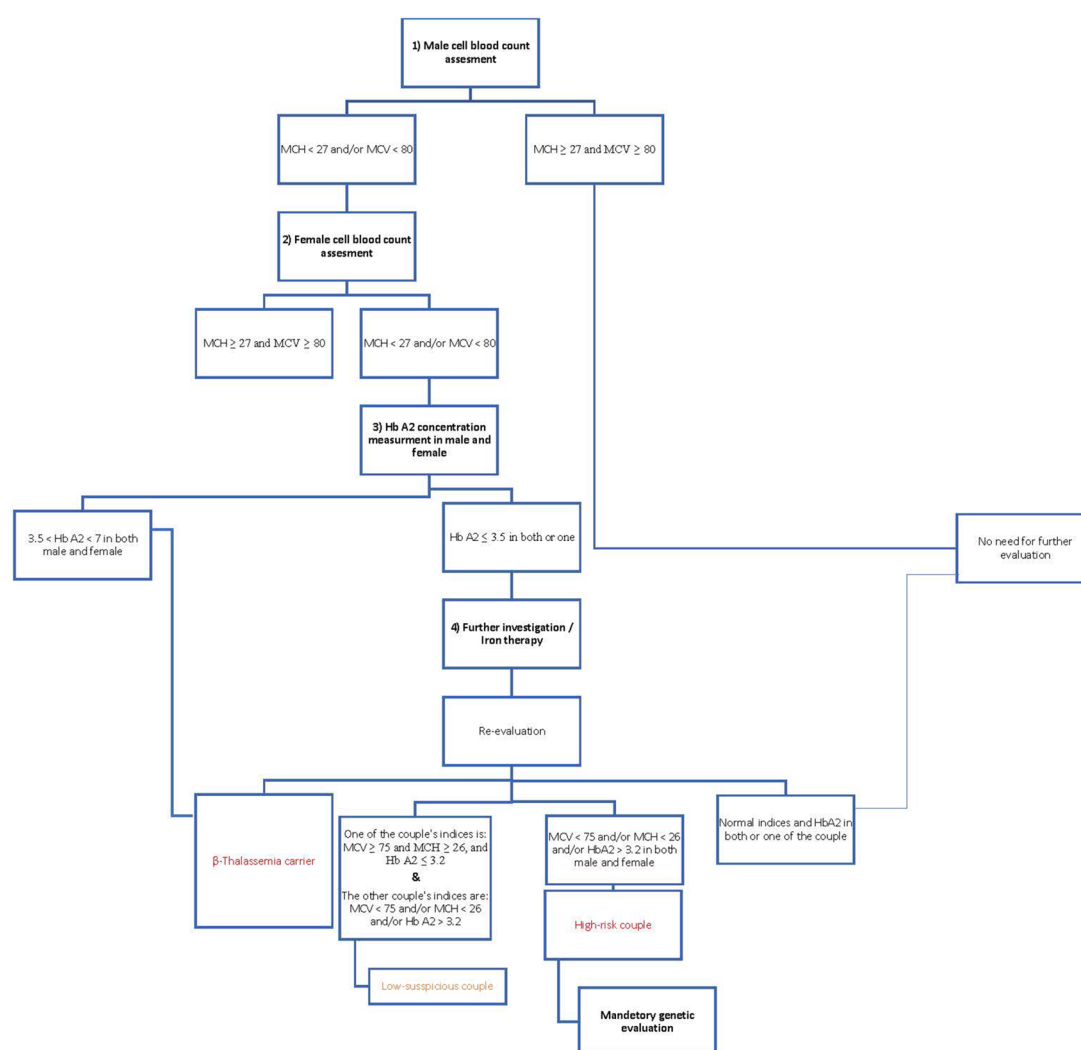 1) Male cell blood count
assesment
MCH < 27 and/or MCV < 80
MCH ≥ 27 and MCV ≥ 80
2) Female cell blood count
assesment
MCH ≥ 27 and MCV ≥ 80
MCH < 27 and/or MCV < 80
3) Hb A2 concentration
measurment in male and
female
3.5 < Hb A2 < 7 in both
male and female
Hb A2 ≤ 3.5 in both or one
No need for further
evaluation
4) Further investigation /
Iron therapy
Re-evaluation
β-Thalassemia carrier
One of the couple's indices is:
MCV ≥ 75 and MCH ≥ 26, and
Hb A2 ≤ 3.2
&
The other couple's indices are:
MCV < 75 and/or MCH < 26
and/or Hb A2 > 3.2
MCV < 75 and/or MCH < 26
and/or HbA2 > 3.2 in both
male and female
Normal indices and HbA2 in
both or one of the couple
High-risk couple
Low-susspicious couple
Mandetory genetic
evaluation